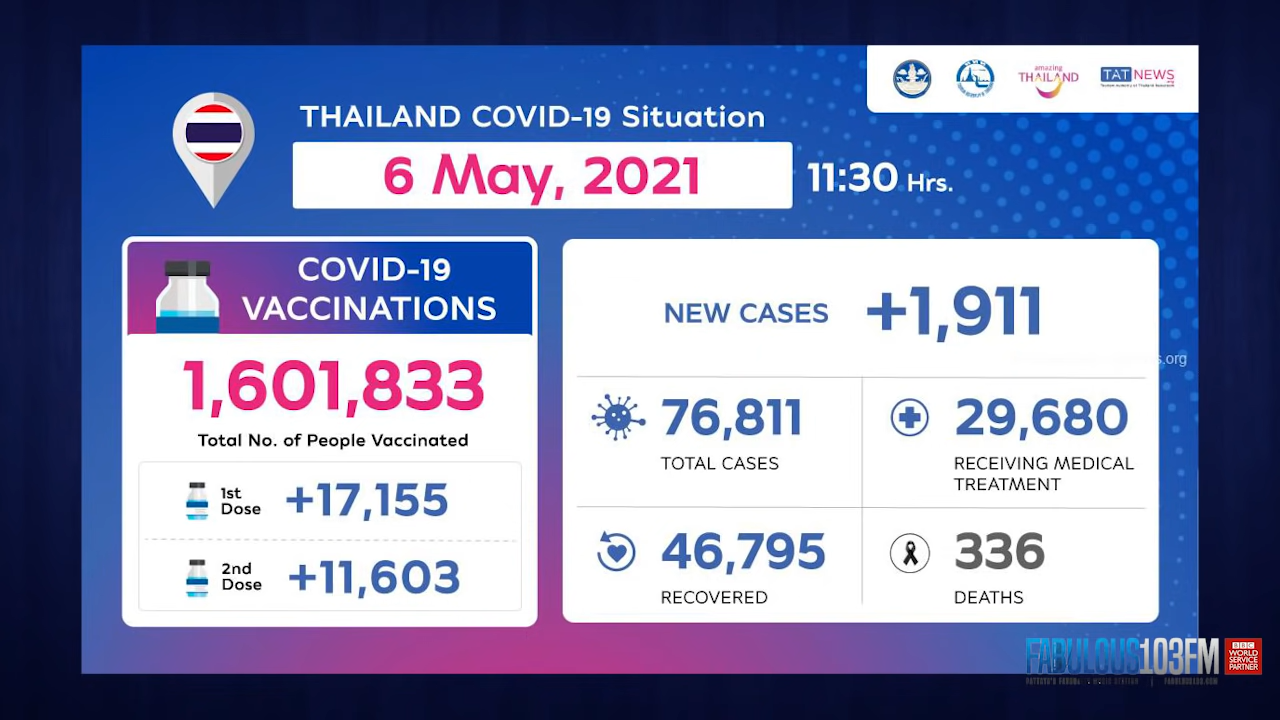 amazing
THAILAND
TAT NEWS
THAILAND COVID-19 Situation
6 May, 2021
11:30 Hrs.
COVID-19
VACCINATIONS
1,601,833
Total No. of People Vaccinated
1st
Dose
+17,155
2nd
Dose
+11,603
NEW CASES +1,911
s.org
76,811
TOTAL CASES
29,680
RECEIVING MEDICAL
TREATMENT
46,795
RECOVERED
336
DEATHS
FABULOUS103FM
BBC
WORLD
SERVICE
PARTNER